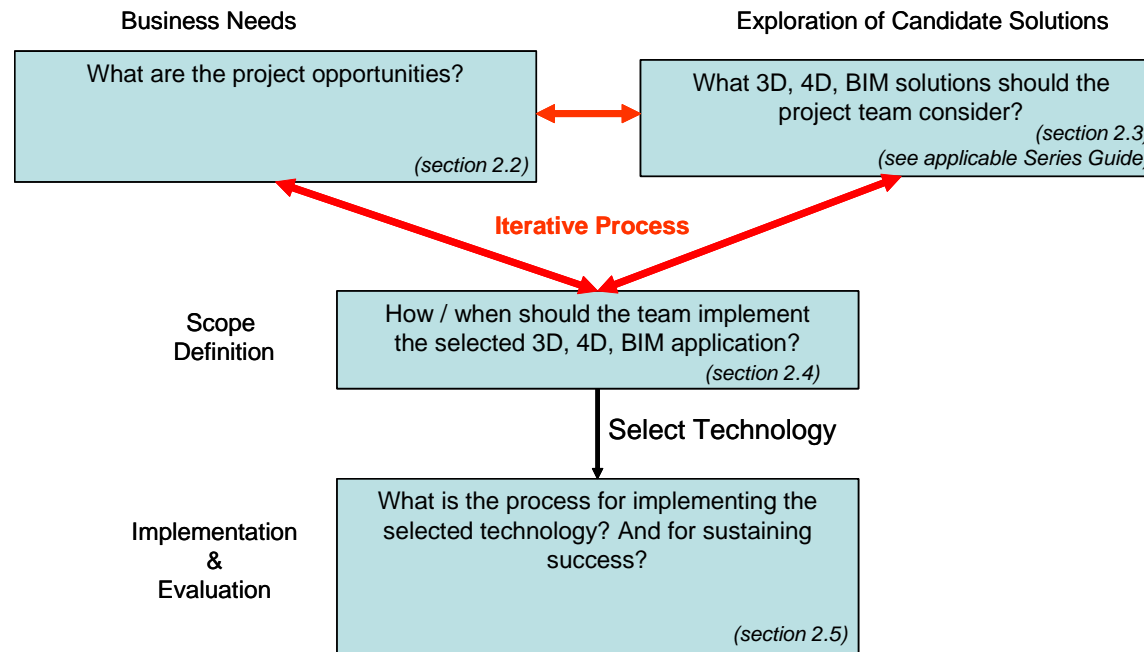 Business Needs
Exploration of Candidate Solutions
What are the project opportunities?
(section 2.2)
What 3D, 4D, BIM solutions should the
project team consider?
(section 2.3)
(see applicable Series Guide)
Iterative Process
Scope
Definition
How / when should the team implement
the selected 3D, 4D, BIM application?
(section 2.4)
Select Technology
Implementation
&
Evaluation
What is the process for implementing the
selected technology? And for sustaining
success?
(section 2.5)